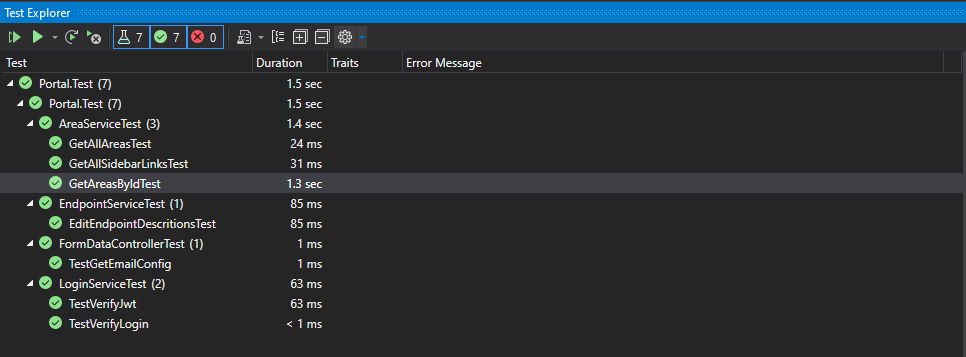 Test Explorer
7 7 0
Test Duration Traits Error Message
Portal.Test (7) 1.5 sec
Portal.Test (7) 1.5 sec
AreaServiceTest (3) 1.4 sec
GetAllAreasTest 24 ms
GetAllSidebarLinksTest 31 ms
GetAreasByIdTest 1.3 sec
EndpointServiceTest (1) 85 ms
EditEndpointDescritionsTest 85 ms
FormDataControllerTest (1) 1 ms
TestGetEmailConfig 1 ms
LoginServiceTest (2) 63 ms
TestVerifyJwt 63 ms
TestVerifyLogin < 1 ms